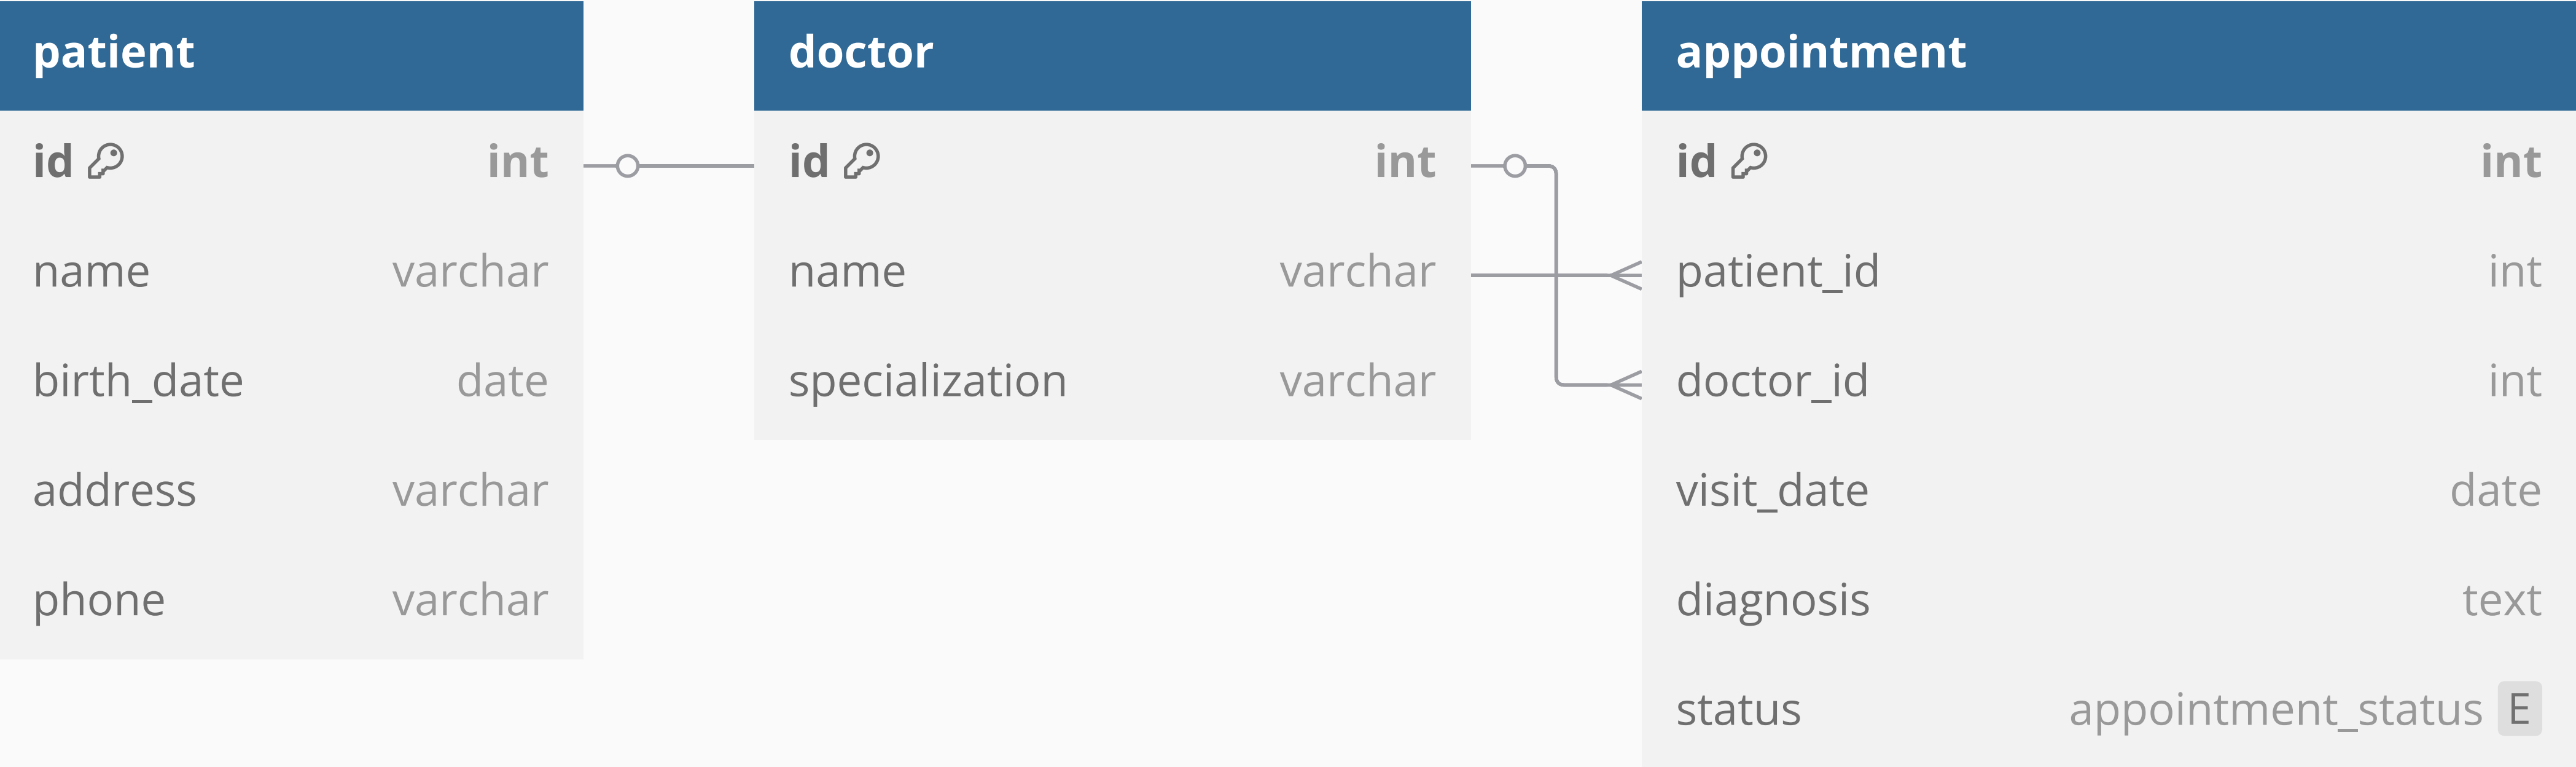 patient
id int
name varchar
birth_date date
address varchar
phone varchar
doctor
id int
name varchar
specialization varchar
appointment
id int
patient_id int
doctor_id int
visit_date date
diagnosis text
status appointment_status E